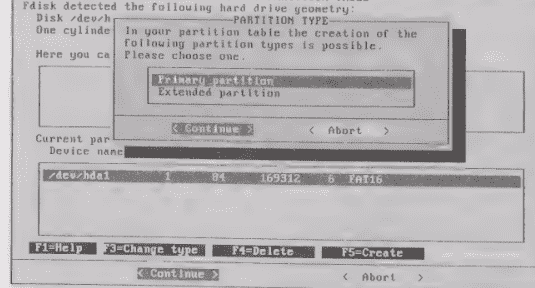 Fdisk detected the following hard drive geometry:
Disk /dev/h
One cylinde
Here you ca
PARTITION TYPE
In your partition table the creation of the
following partition types is possible.
Please choose one.
Primary partition
Extended partition
< Continue > < Abort >
Current par
Device name
/dev/hda1 1 84 169312 6 FAT16
F1=Help F3=Change type F4=Delete F5=Create
< Continue > < Abort >